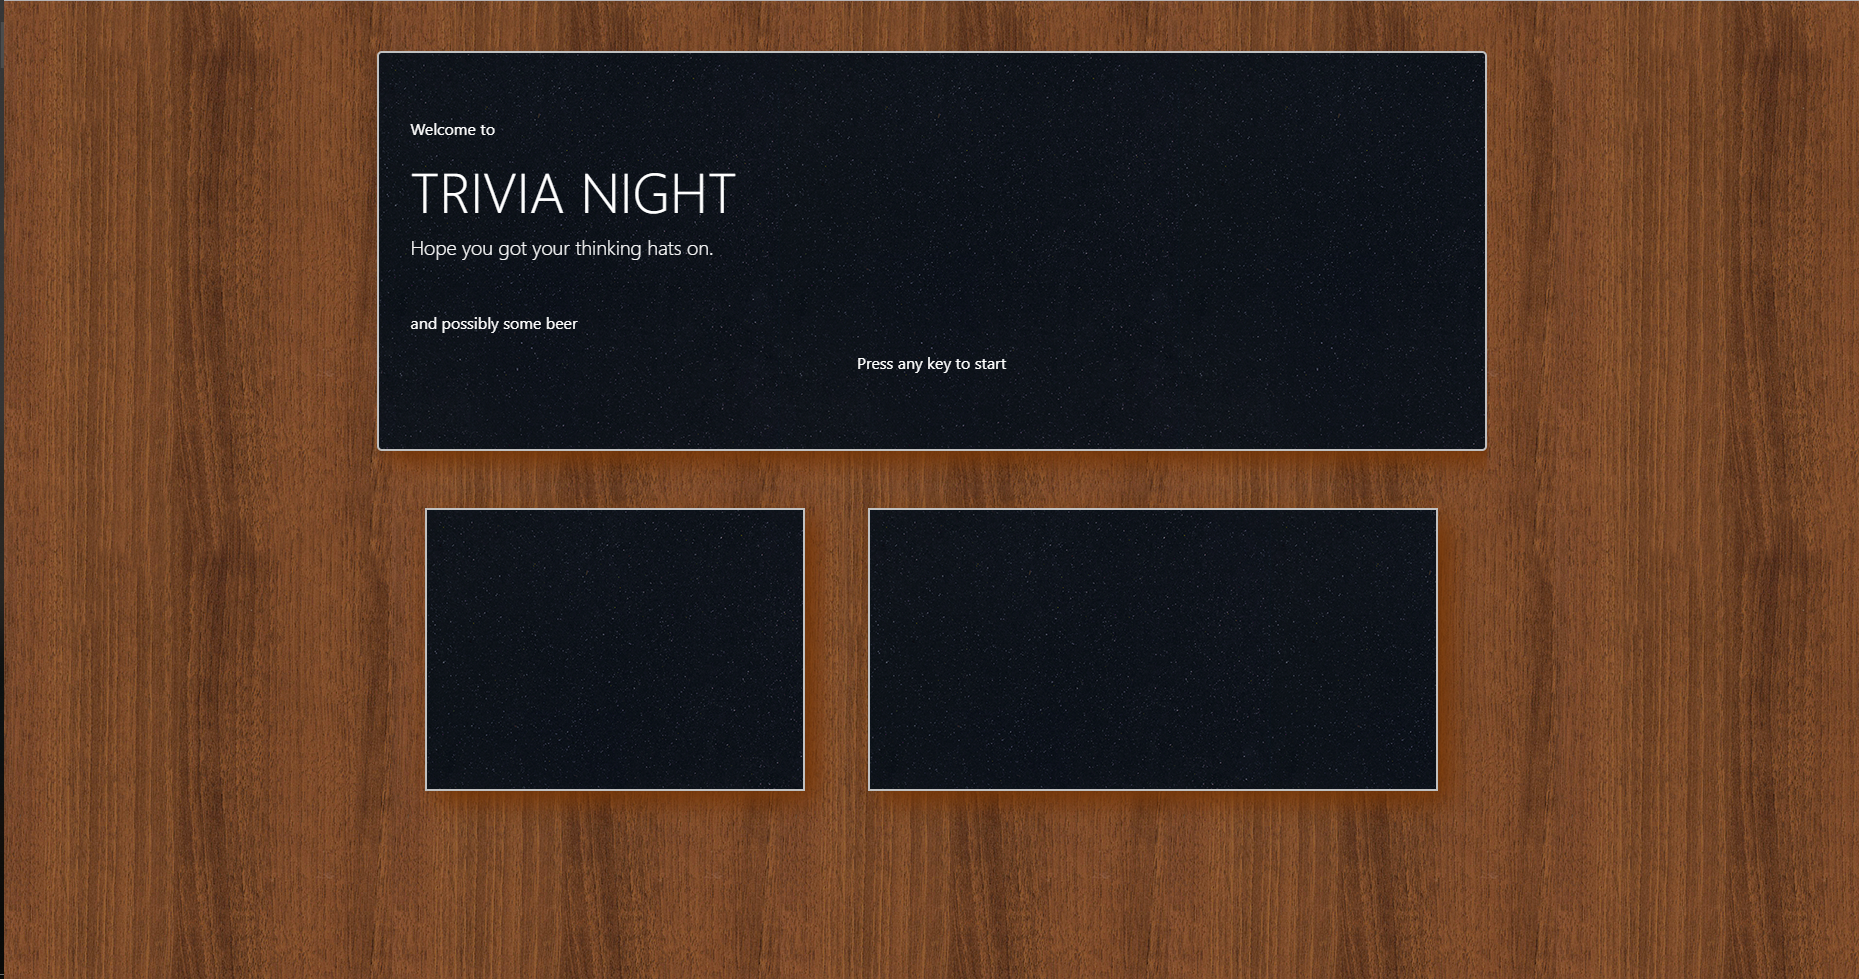 Welcome to
TRIVIA NIGHT
Hope you got your thinking hats on.
and possibly some beer
Press any key to start